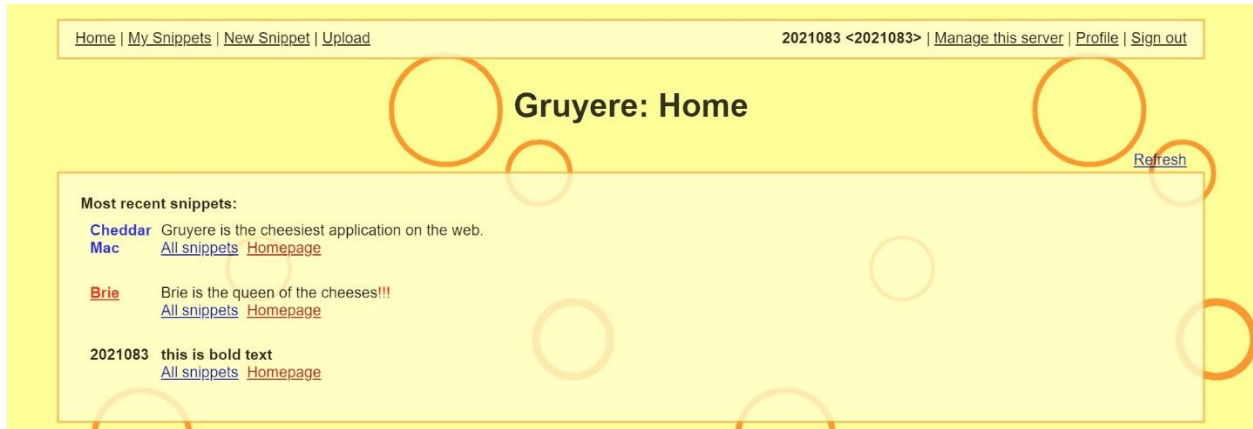 Home | My Snippets | New Snippet | Upload
2021083 <2021083> | Manage this server | Profile | Sign out
Gruyere: Home
Refresh
Most recent snippets:
Cheddar Mac
Gruyere is the cheesiest application on the web.
All snippets Homepage
Brie
Brie is the queen of the cheeses!!!
All snippets Homepage
2021083
this is bold text
All snippets Homepage